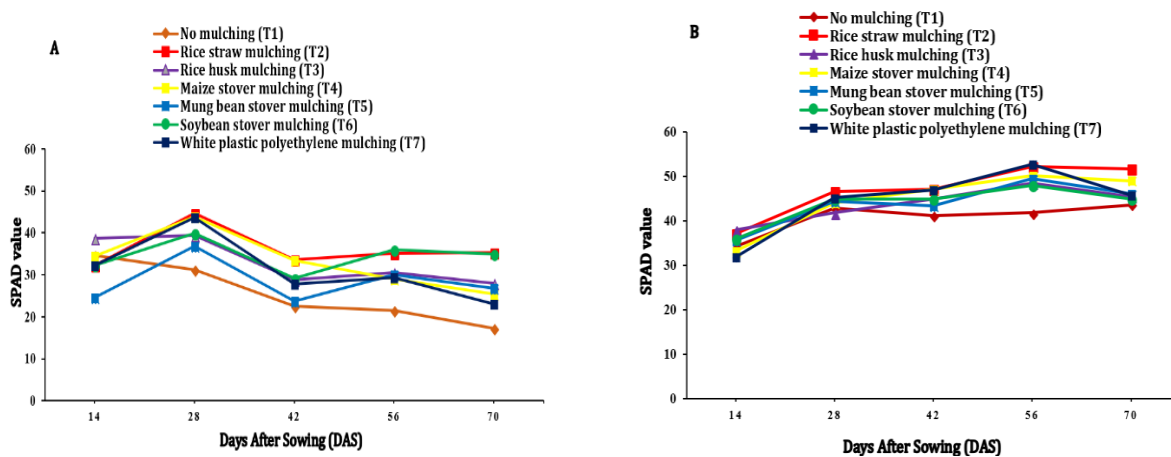 A
No mulching (T1)
Rice straw mulching (T2)
Rice husk mulching (T3)
Maize stover mulching (T4)
Mung bean stover mulching (T5)
Soybean stover mulching (T6)
White plastic polyethylene mulching (T7)
60
50
40
30
20
10
0
SPAD value
14 28 42 56 70
Days After Sowing (DAS)
B
No mulching (T1)
Rice straw mulching (T2)
Rice husk mulching (T3)
Maize stover mulching (T4)
Mung bean stover mulching (T5)
Soybean stover mulching (T6)
White plastic polyethylene mulching (T7)
60
50
40
30
20
10
0
SPAD value
14 28 42 56 70
Days After Sowing (DAS)